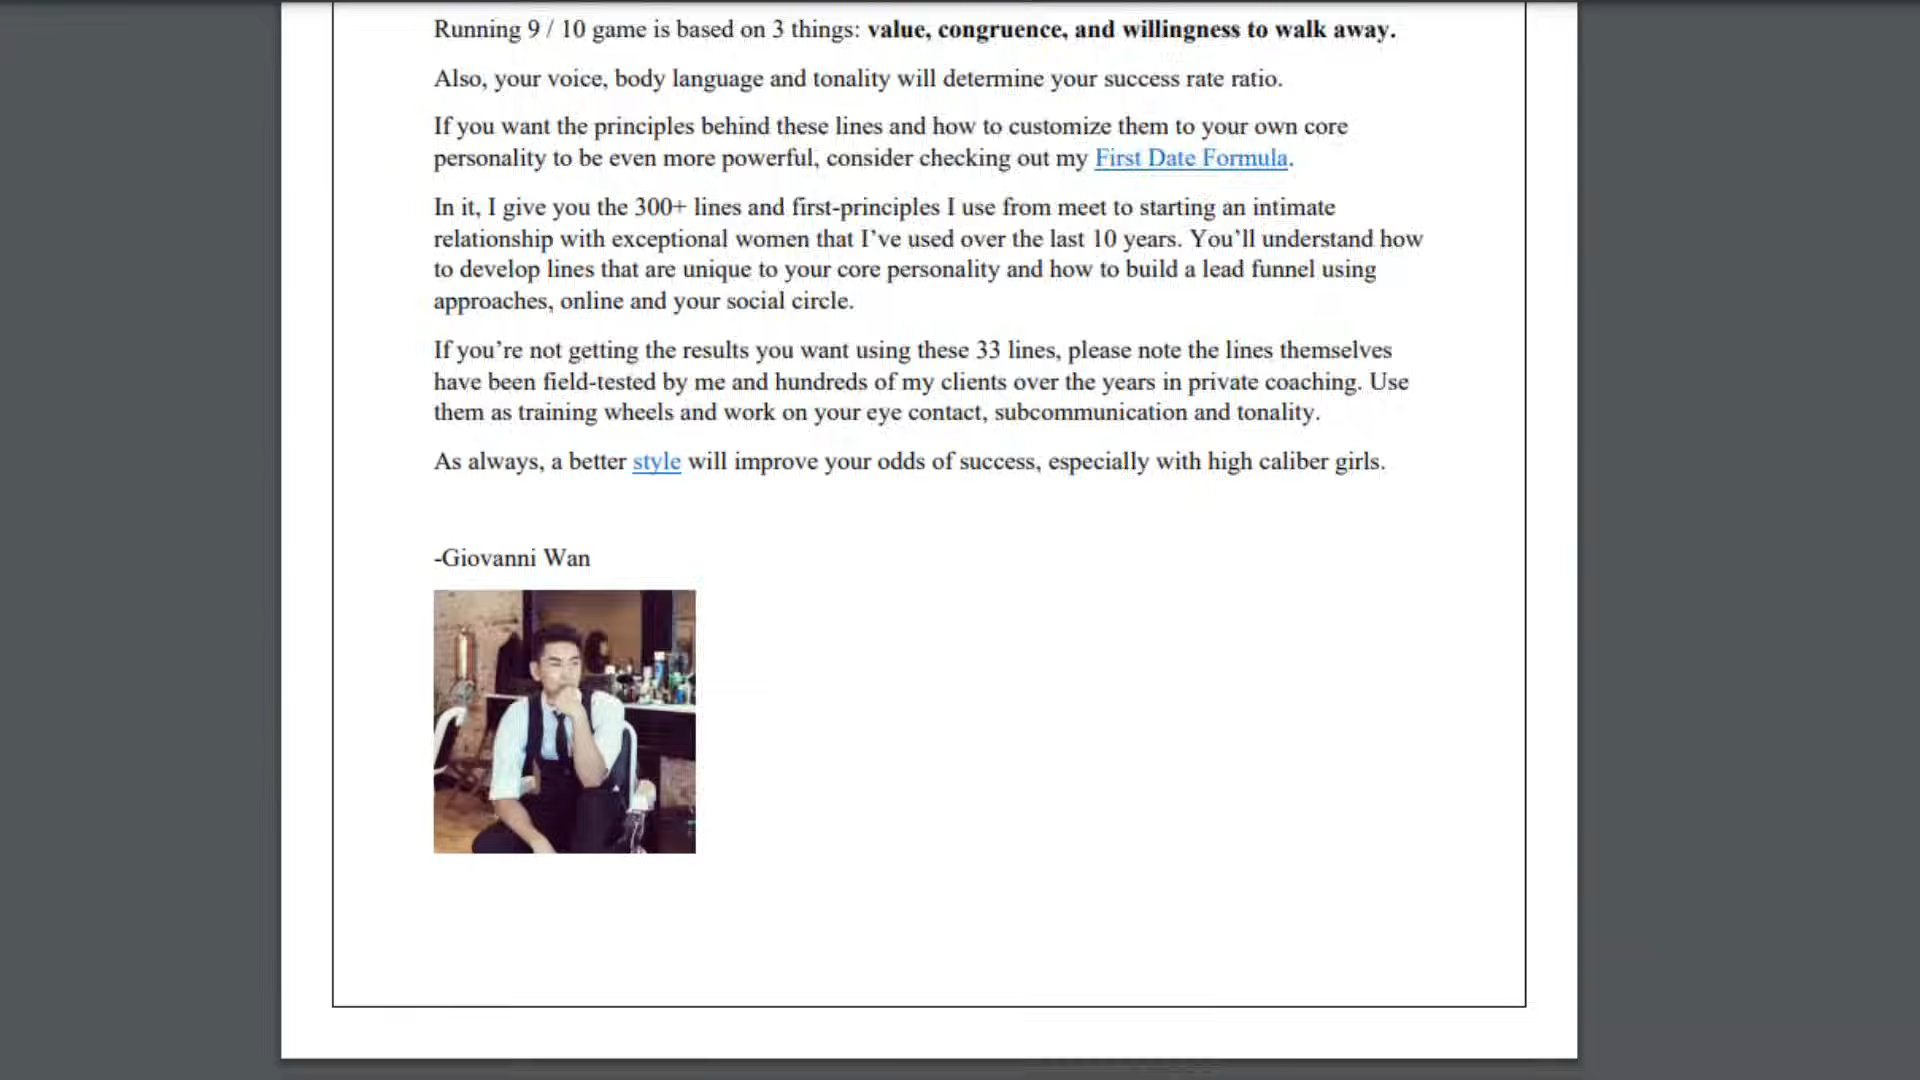 Running 9 / 10 game is based on 3 things: value, congruence, and willingness to walk away.
Also, your voice, body language and tonality will determine your success rate ratio.
If you want the principles behind these lines and how to customize them to your own core
personality to be even more powerful, consider checking out my First Date Formula.
In it, I give you the 300+ lines and first-principles I use from meet to starting an intimate
relationship with exceptional women that I’ve used over the last 10 years. You’ll understand how
to develop lines that are unique to your core personality and how to build a lead funnel using
approaches, online and your social circle.
If you’re not getting the results you want using these 33 lines, please note the lines themselves
have been field-tested by me and hundreds of my clients over the years in private coaching. Use
them as training wheels and work on your eye contact, subcommunication and tonality.
As always, a better style will improve your odds of success, especially with high caliber girls.
-Giovanni Wan